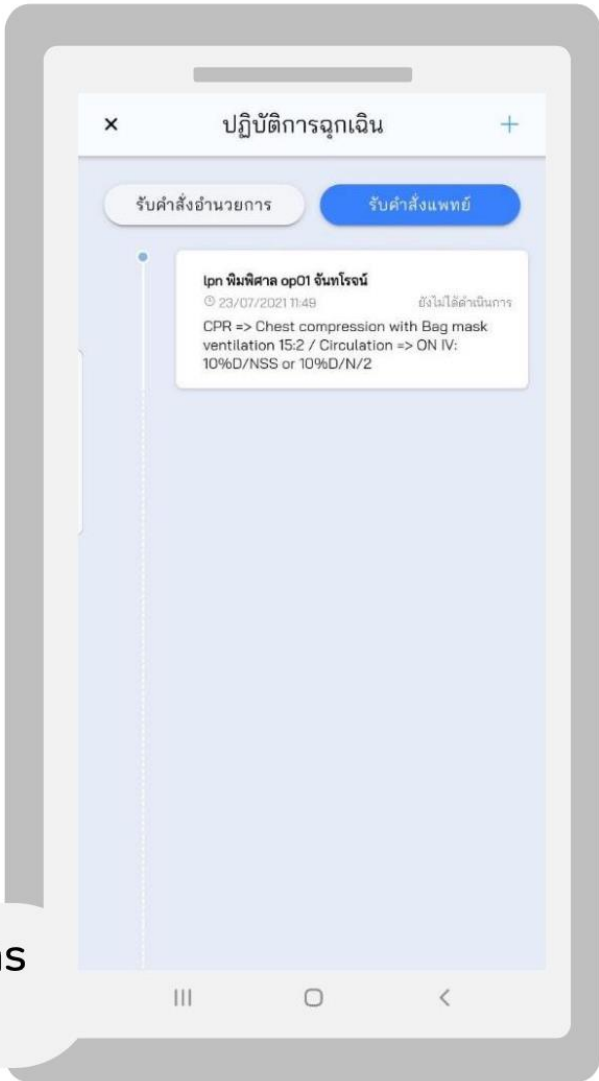 × ปฏิบัติการฉุกเฉิน +
รับคำสั่งอำนวยการ รับคำสั่งแพทย์
lpn พิมพิศาล op01 จันทโรจน์
23/07/2021 11:49 ยังไม่ได้ดำเนินการ
CPR => Chest compression with Bag mask
ventilation 15:2 / Circulation => ON IV:
10%D/NSS or 10%D/N/2